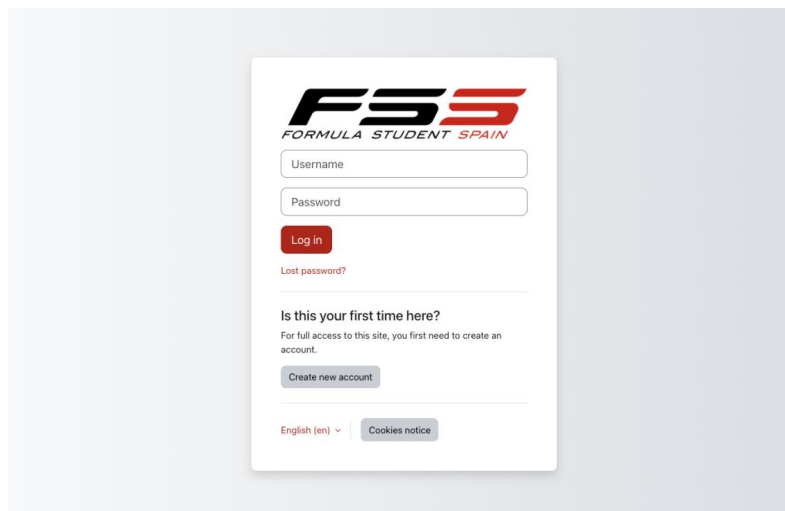 FSS
FORMULA STUDENT SPAIN
Username
Password
Log in
Lost password?
Is this your first time here?
For full access to this site, you first need to create an
account.
Create new account
English (en)
Cookies notice